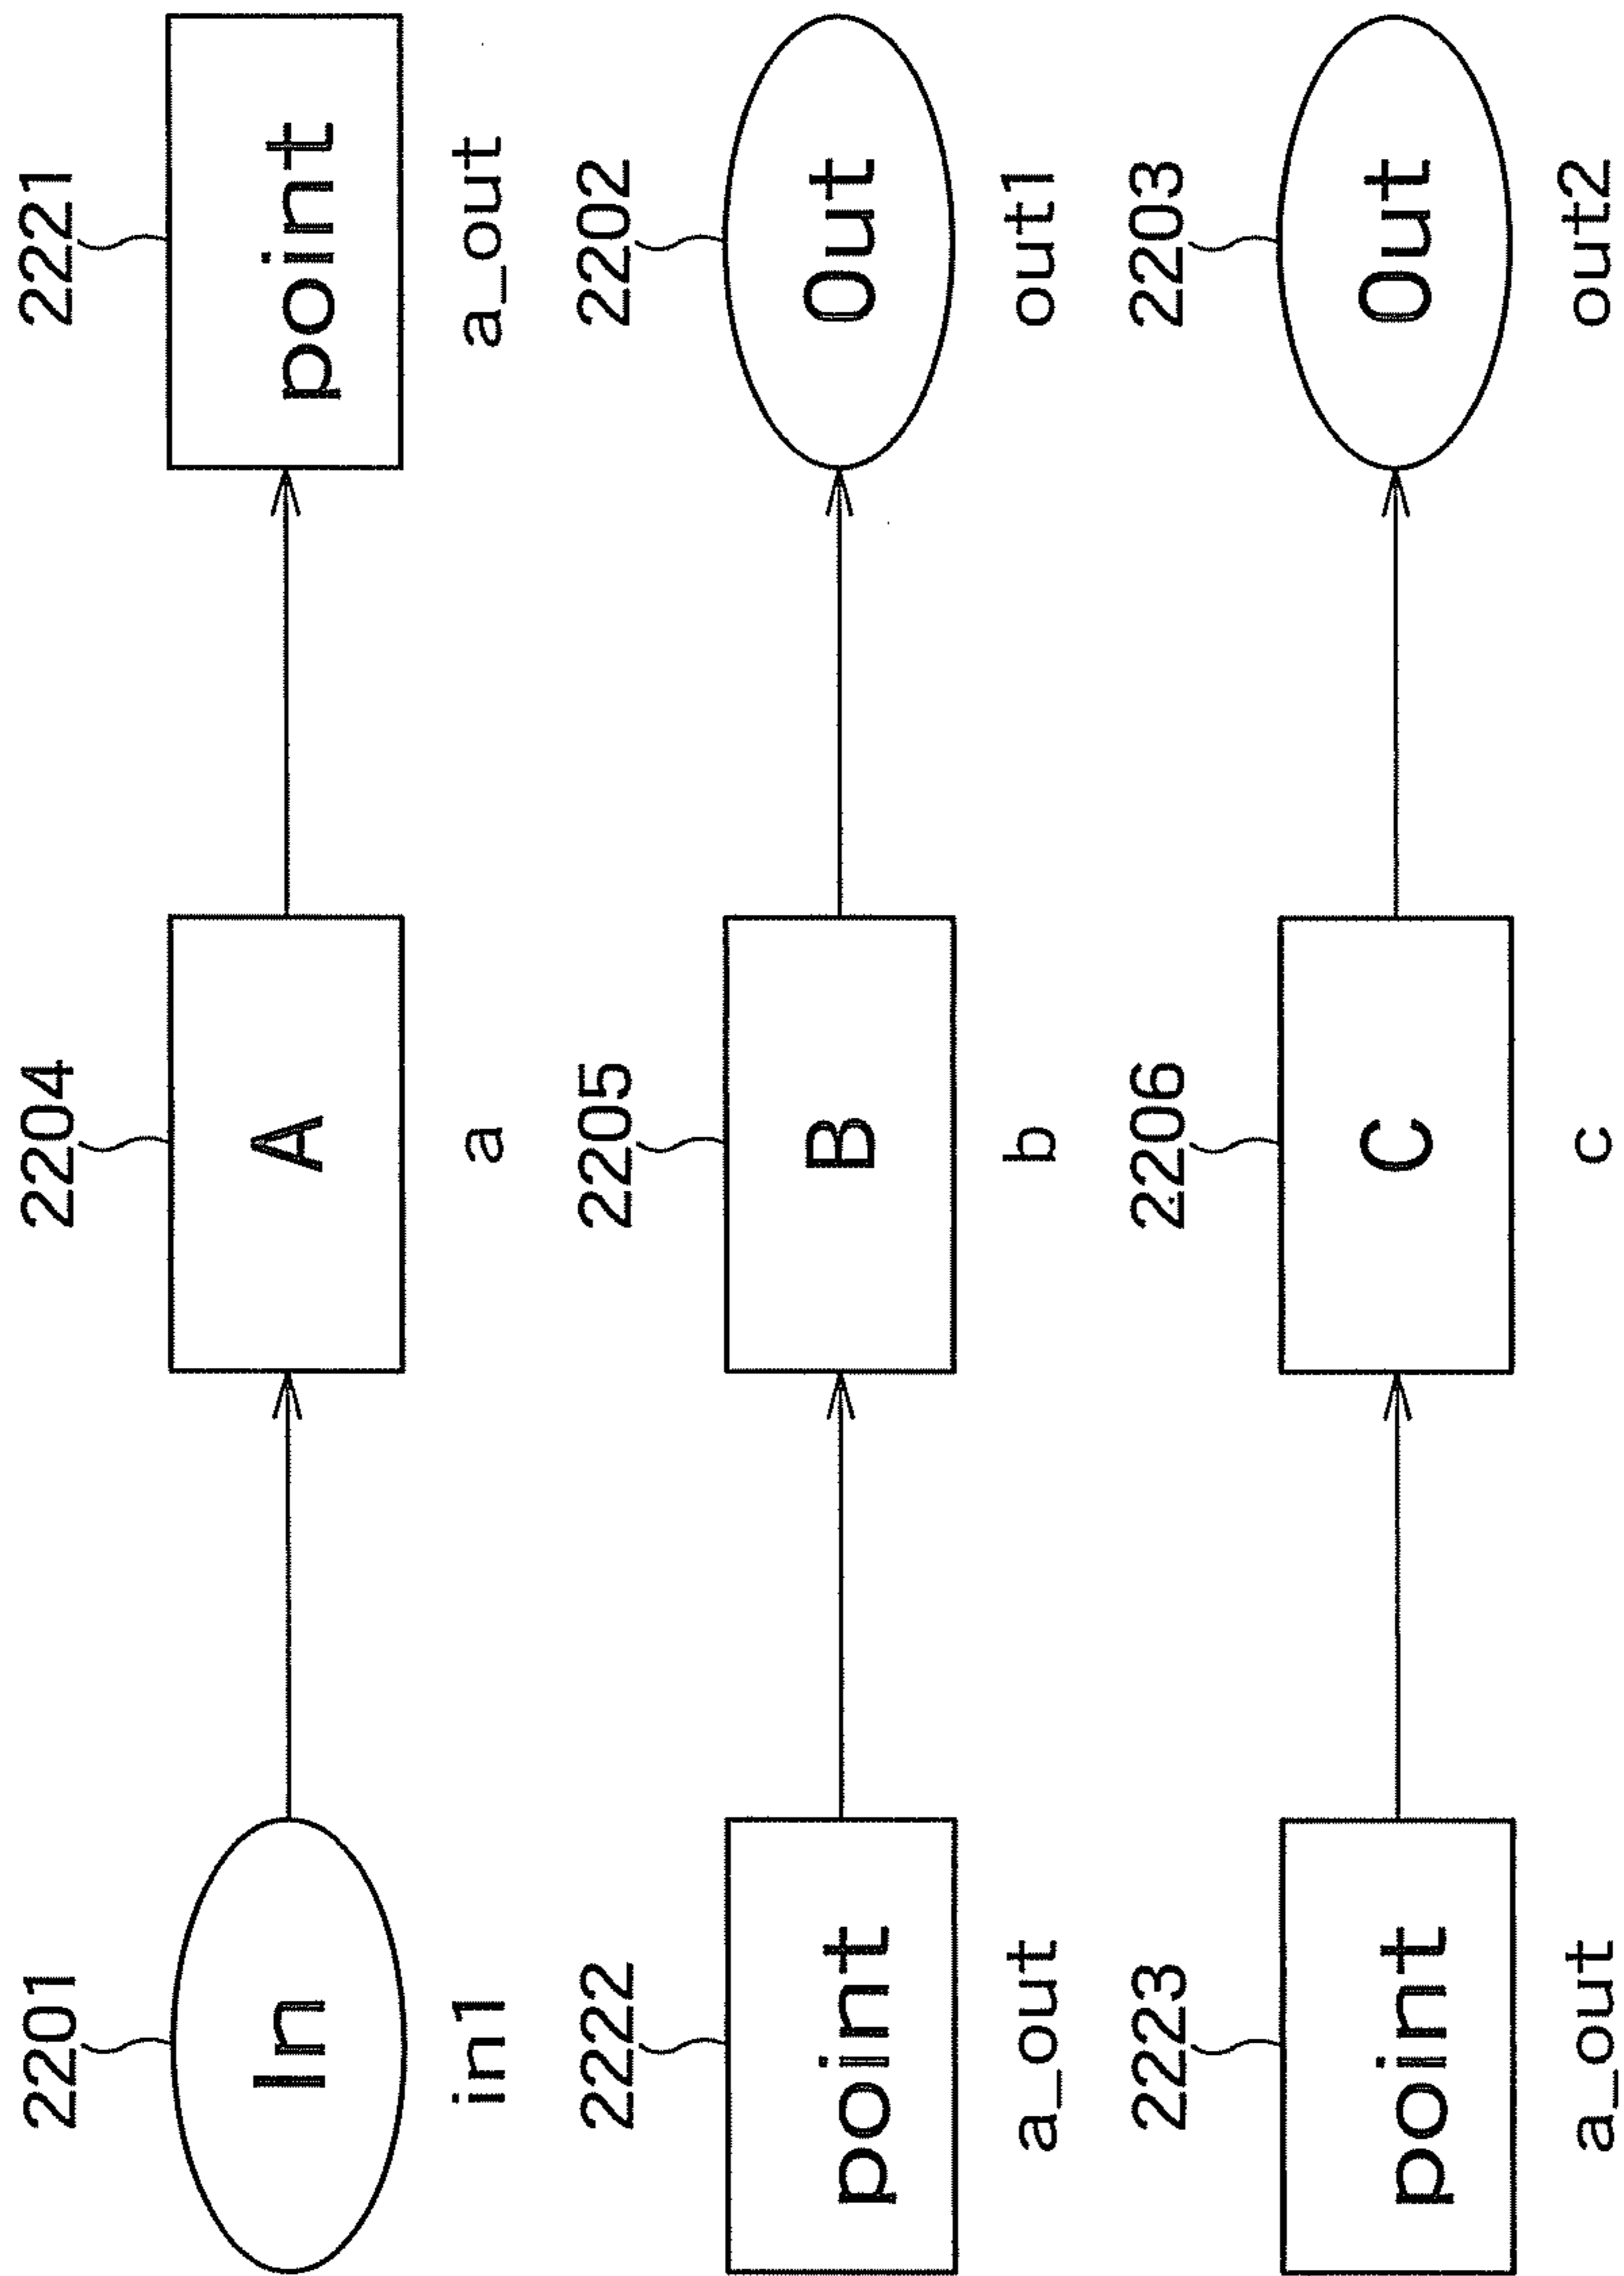 2201 2204 2221
In A point
in1 a a_out
2222 2205 2202
point B Out
a_out b out1
2223 2206 2203
point C Out
a_out c out2